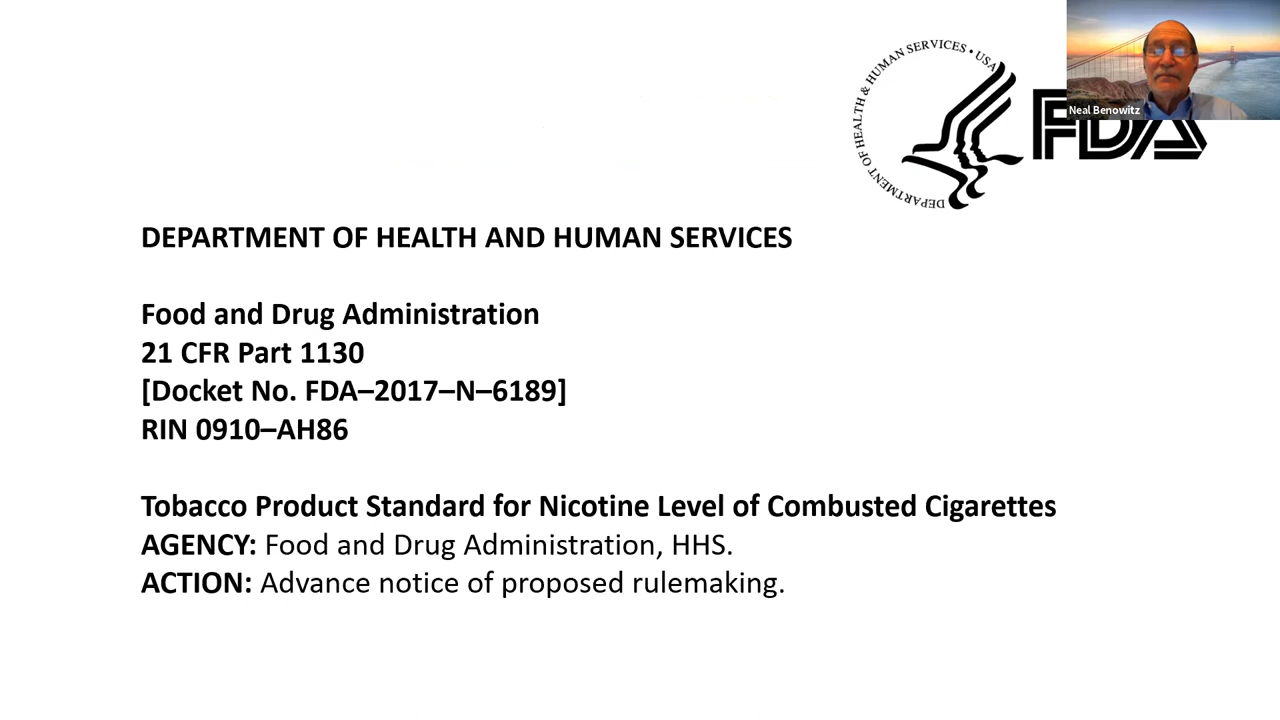 DEPARTMENT OF HEALTH & HUMAN SERVICES • USA
FDA
Neal Benowitz
DEPARTMENT OF HEALTH AND HUMAN SERVICES
Food and Drug Administration
21 CFR Part 1130
[Docket No. FDA–2017–N–6189]
RIN 0910–AH86
Tobacco Product Standard for Nicotine Level of Combusted Cigarettes
AGENCY: Food and Drug Administration, HHS.
ACTION: Advance notice of proposed rulemaking.